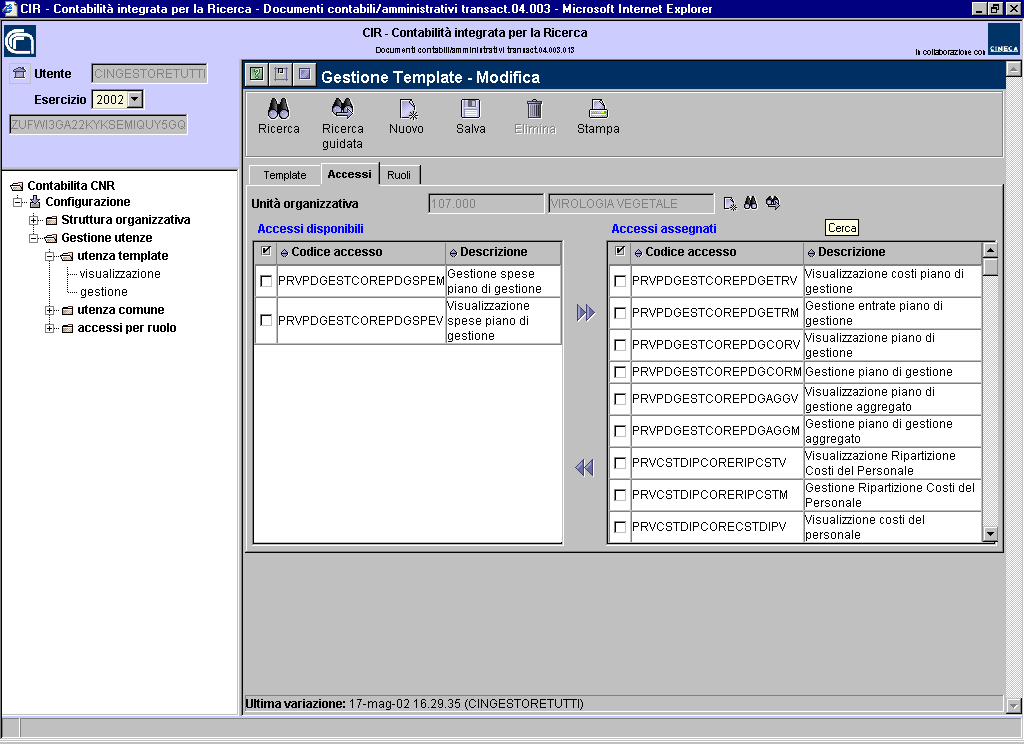 CIR - Contabilità integrata per la Ricerca - Documenti contabili/amministrativi transact.04.003 - Microsoft Internet Explorer
CIR - Contabilità integrata per la Ricerca
Documenti contabili/amministrativi transact.04.003.013
In collaborazione con
CINECA
Utente CINGESTORETUTTI
Esercizio 2002
ZUFWI3GA22KYKSEMIQUY5GQ
Contabilita CNR
Configurazione
Struttura organizzativa
Gestione utenze
utenza template
visualizzazione
gestione
utenza comune
accessi per ruolo
Gestione Template - Modifica
Ricerca
Ricerca guidata
Nuovo
Salva
Elimina
Stampa
Template Accessi Ruoli
Unità organizzativa 107.000 VIROLOGIA VEGETALE
Cerca
Accessi disponibili
Codice accesso Descrizione
PRVPDGESTCOREPDGSPEM Gestione spese
piano di gestione
PRVPDGESTCOREPDGSPEV Visualizzazione
spese piano di
gestione
Accessi assegnati
Codice accesso Descrizione
PRVPDGESTCOREPDGETRV Visualizzazione costi piano di
gestione
PRVPDGESTCOREPDGETRM Gestione entrate piano di
gestione
PRVPDGESTCOREPDGCORV Visualizzazione piano di
gestione
PRVPDGESTCOREPDGCORM Gestione piano di gestione
PRVPDGESTCOREPDGAGGV Visualizzazione piano di
gestione aggregato
PRVPDGESTCOREPDGAGGM Gestione piano di gestione
aggregato
PRVCSTDIPCORERIPCSTV Visualizzazione Ripartizione
Costi del Personale
PRVCSTDIPCORERIPCSTM Gestione Ripartizione Costi del
Personale
PRVCSTDIPCORECSTDIPV Visualizzione costi del
personale
Ultima variazione: 17-mag-02 16.29.35 (CINGESTORETUTTI)